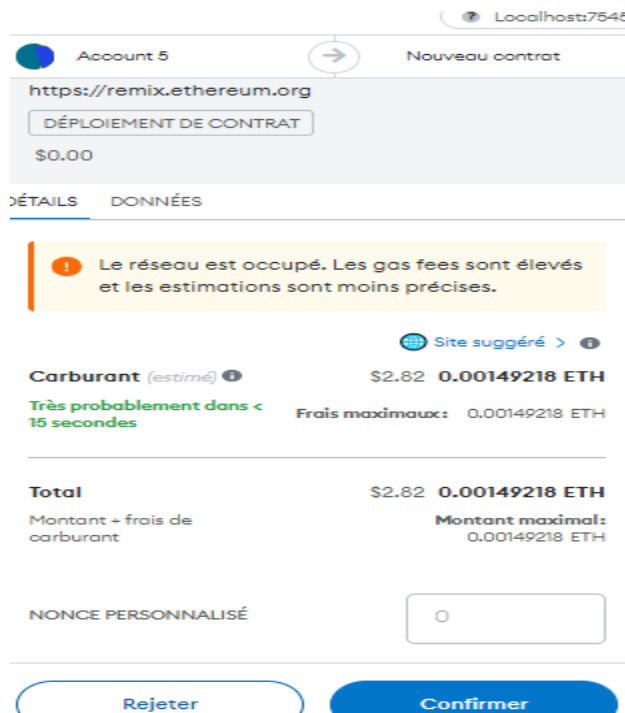 Localhost:7545
Account 5
Nouveau contrat
https://remix.ethereum.org
DÉPLOIEMENT DE CONTRAT
$0.00
DÉTAILS DONNÉES
Le réseau est occupé. Les gas fees sont élevés
et les estimations sont moins précises.
Site suggéré >
Carburant (estimé) $2.82 0.00149218 ETH
Très probablement dans <
15 secondes
Frais maximaux: 0.00149218 ETH
Total $2.82 0.00149218 ETH
Montant + frais de
carburant
Montant maximal:
0.00149218 ETH
NONCE PERSONNALISÉ 0
Rejeter Confirmer